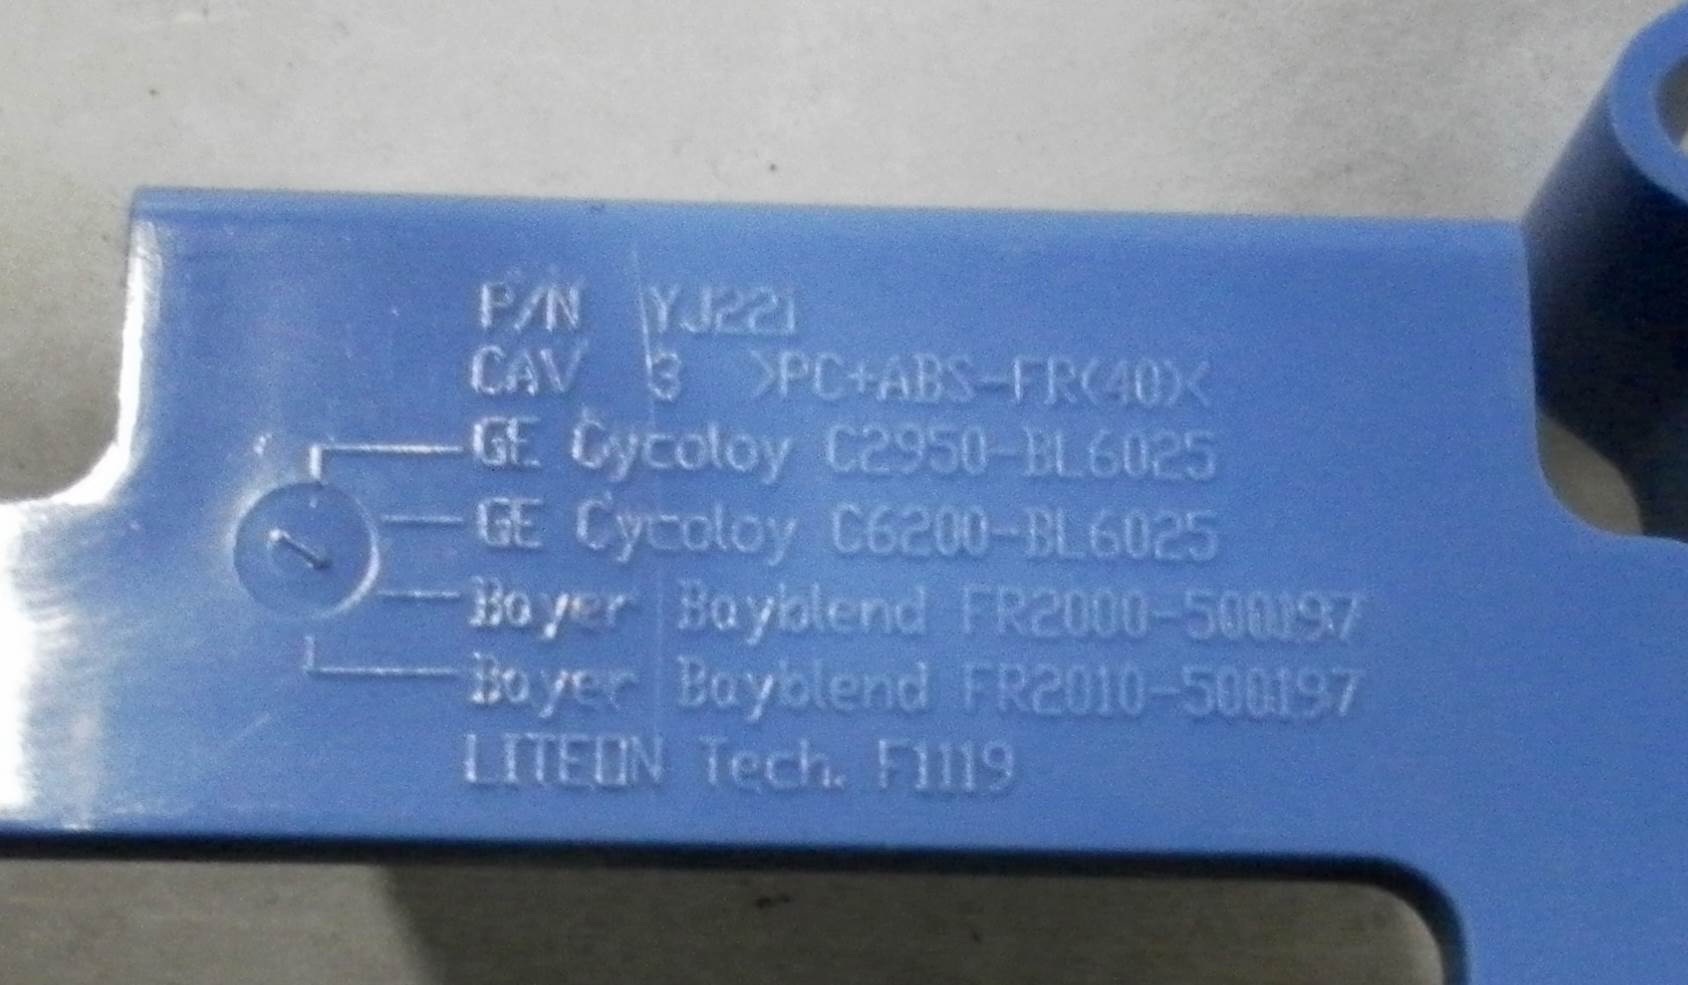 P/N YJ221
CAV 3 >PC+ABS-FR(40)<
GE Cycoloy C2950-BL6025
GE Cycoloy C6200-BL6025
Bayer Bayblend FR2000-500197
Bayer Bayblend FR2010-500197
LITEON Tech. F1119